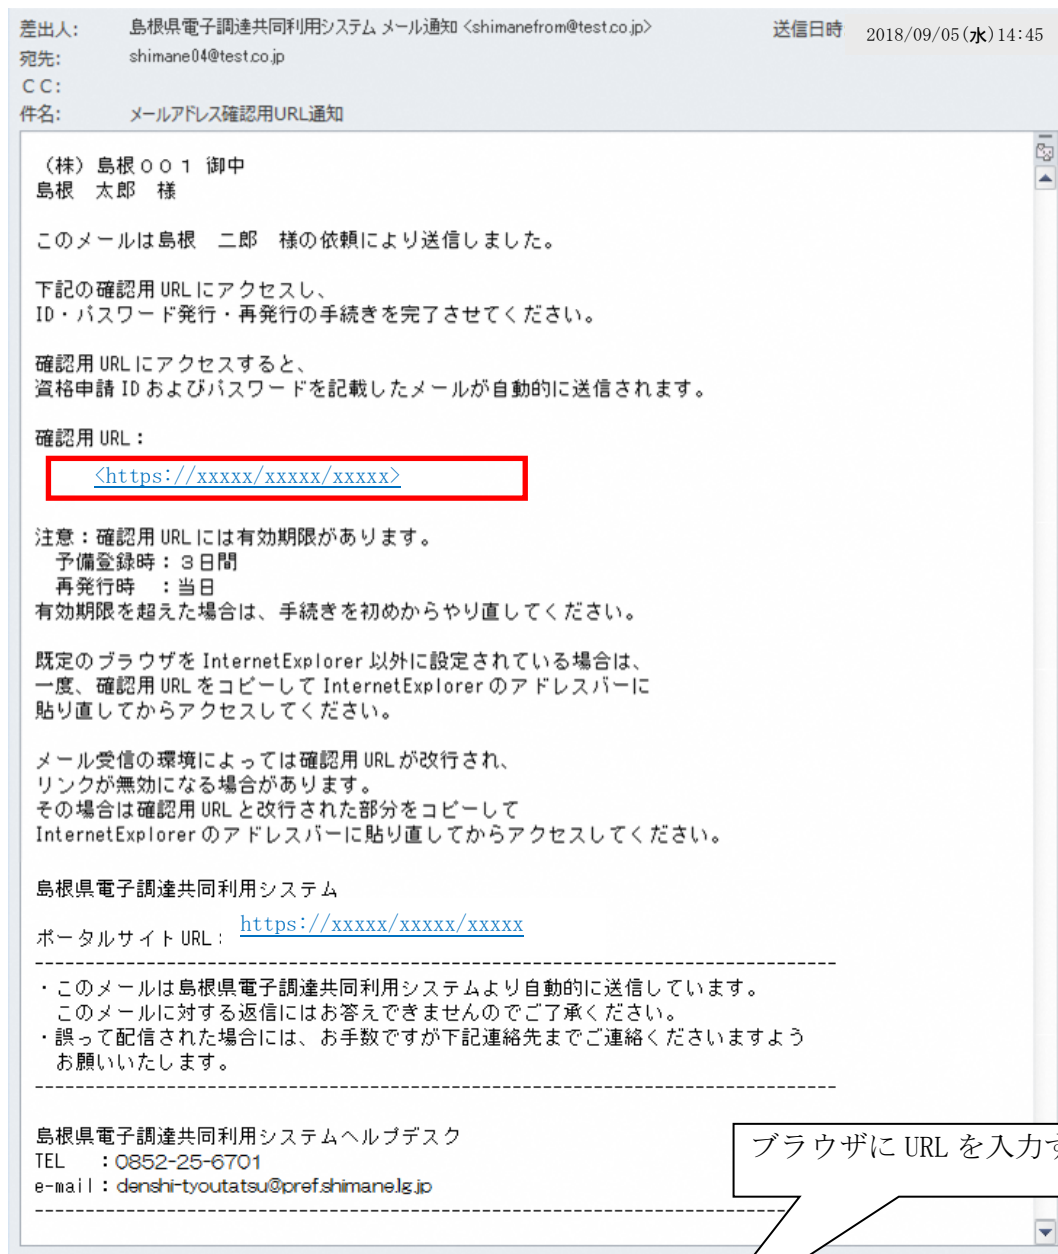 差出人: 島根県電子調達共同利用システム メール通知 <shimanefrom@test.co.jp> 送信日時 2018/09/05(水)14:45
宛先: shimane04@test.co.jp
ＣＣ:
件名: メールアドレス確認用URL通知
（株）島根００１ 御中
島根　太郎　様
このメールは島根　二郎　様の依頼により送信しました。
下記の確認用URLにアクセスし、
ID・パスワード発行・再発行の手続きを完了させてください。
確認用URLにアクセスすると、
資格申請IDおよびパスワードを記載したメールが自動的に送信されます。
確認用URL：
<https://xxxxx/xxxxx/xxxxx>
注意：確認用URLには有効期限があります。
予備登録時：３日間
再発行時　：当日
有効期限を超えた場合は、手続きを初めからやり直してください。
既定のブラウザをInternetExplorer以外に設定されている場合は、
一度、確認用URLをコピーしてInternetExplorerのアドレスバーに
貼り直してからアクセスしてください。
メール受信の環境によっては確認用URLが改行され、
リンクが無効になる場合があります。
その場合は確認用URLと改行された部分をコピーして
InternetExplorerのアドレスバーに貼り直してからアクセスしてください。
島根県電子調達共同利用システム
ポータルサイトURL： https://xxxxx/xxxxx/xxxxx
-------------------------------------------------------------------------------
・このメールは島根県電子調達共同利用システムより自動的に送信しています。
このメールに対する返信にはお答えできませんのでご了承ください。
・誤って配信された場合には、お手数ですが下記連絡先までご連絡くださいますよう
お願いいたします。
-------------------------------------------------------------------------------
島根県電子調達共同利用システムヘルプデスク
TEL　：0852-25-6701
e-mail：denshi-tyoutatsu@pref.shimane.lg.jp
-------------------------------------------------------------------------------
ブラウザに URL を入力す